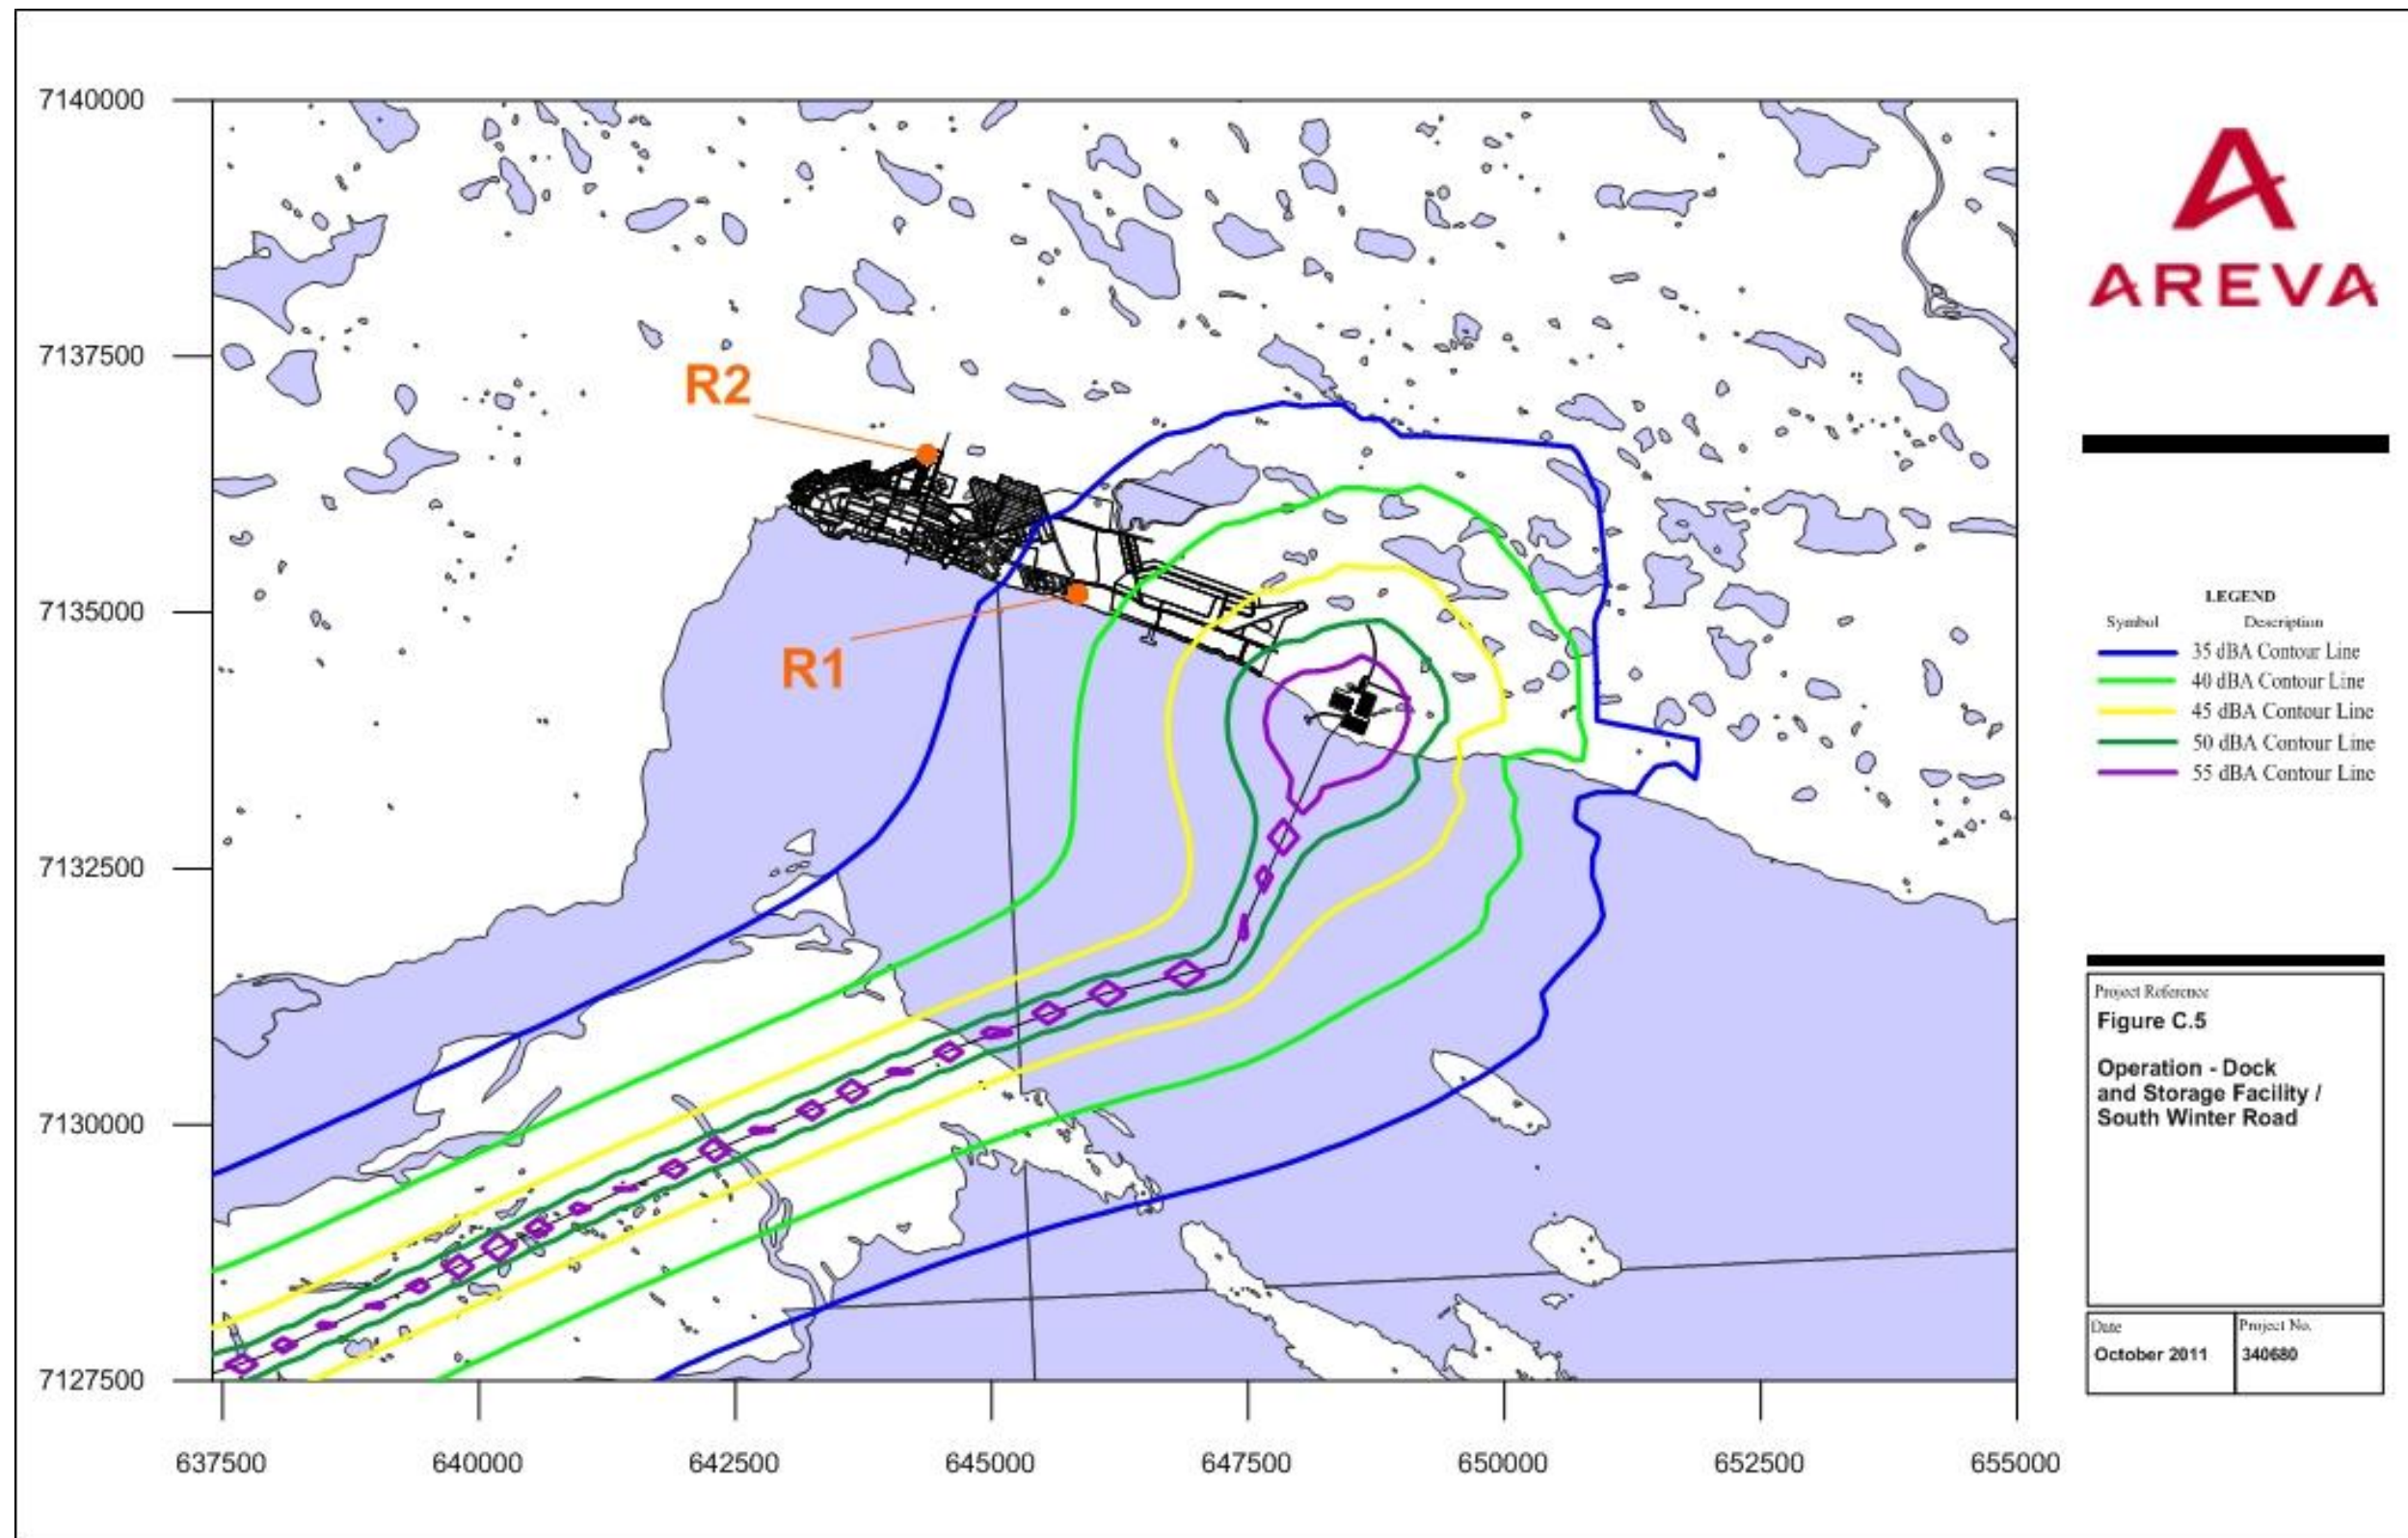 7140000
7137500
7135000
7132500
7130000
7127500
637500
640000
642500
645000
647500
650000
652500
655000
R2
R1
AREVA
LEGEND
Symbol Description
35 dBA Contour Line
40 dBA Contour Line
45 dBA Contour Line
50 dBA Contour Line
55 dBA Contour Line
Project Reference
Figure C.5
Operation - Dock
and Storage Facility /
South Winter Road
Date
October 2011
Project No.
340680